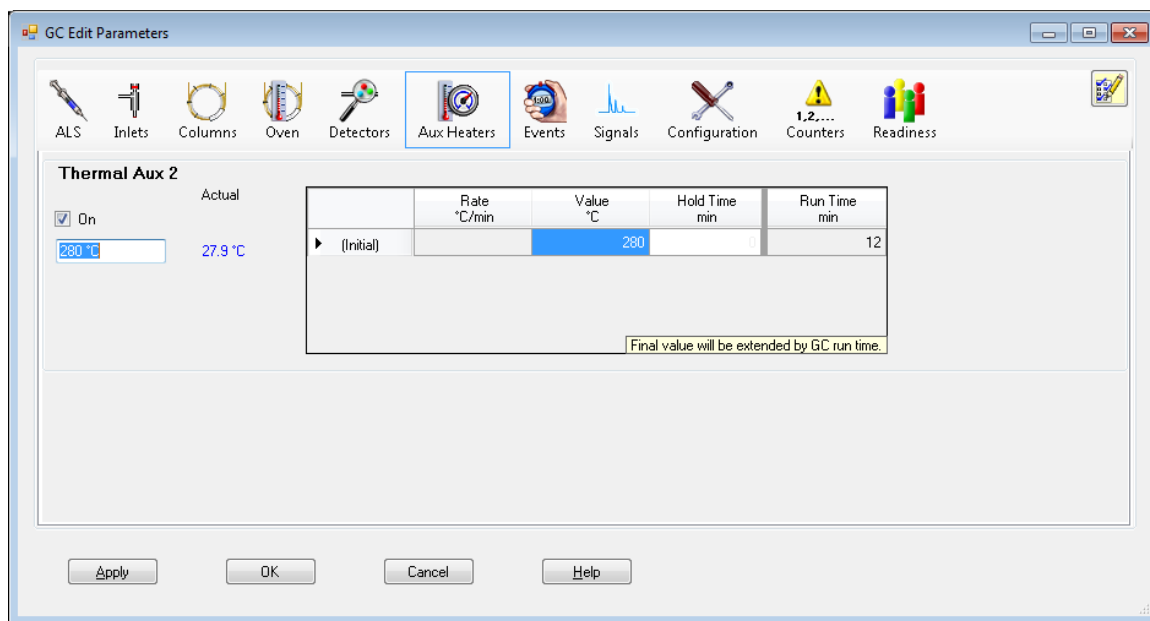 GC Edit Parameters
1:00
1,2,...
ALS Inlets Columns Oven Detectors Aux Heaters Events Signals Configuration Counters Readiness
Thermal Aux 2
Actual
On
280 °C
27.9 °C
Rate °C/min
Value °C
Hold Time min
Run Time min
(Initial) 280 0 12
Final value will be extended by GC run time.
Apply OK Cancel Help